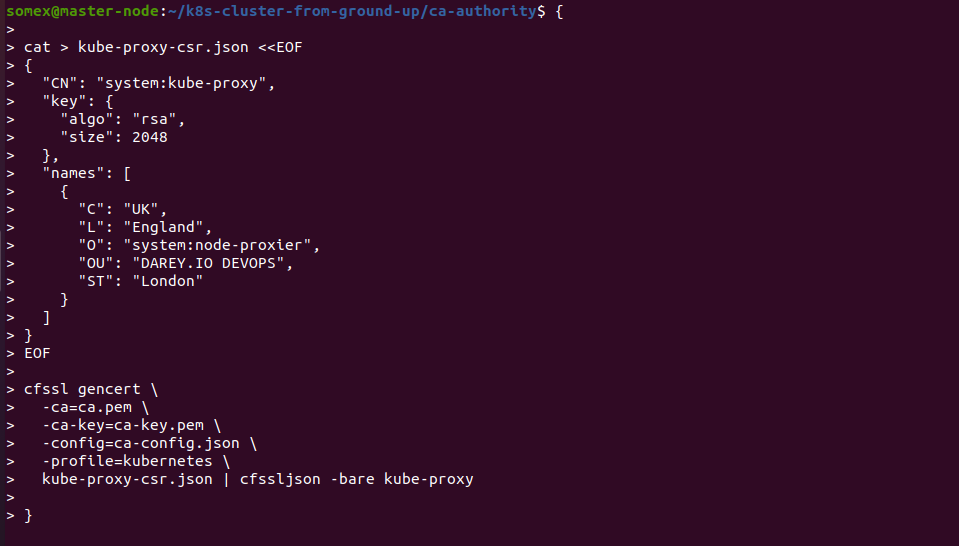 somex@master-node:~/k8s-cluster-from-ground-up/ca-authority$ {
>
> cat > kube-proxy-csr.json <<EOF
> {
>   "CN": "system:kube-proxy",
>   "key": {
>     "algo": "rsa",
>     "size": 2048
>   },
>   "names": [
>     {
>       "C": "UK",
>       "L": "England",
>       "O": "system:node-proxier",
>       "OU": "DAREY.IO DEVOPS",
>       "ST": "London"
>     }
>   ]
> }
> EOF
>
> cfssl gencert \
>   -ca=ca.pem \
>   -ca-key=ca-key.pem \
>   -config=ca-config.json \
>   -profile=kubernetes \
>   kube-proxy-csr.json | cfssljson -bare kube-proxy
>
> }